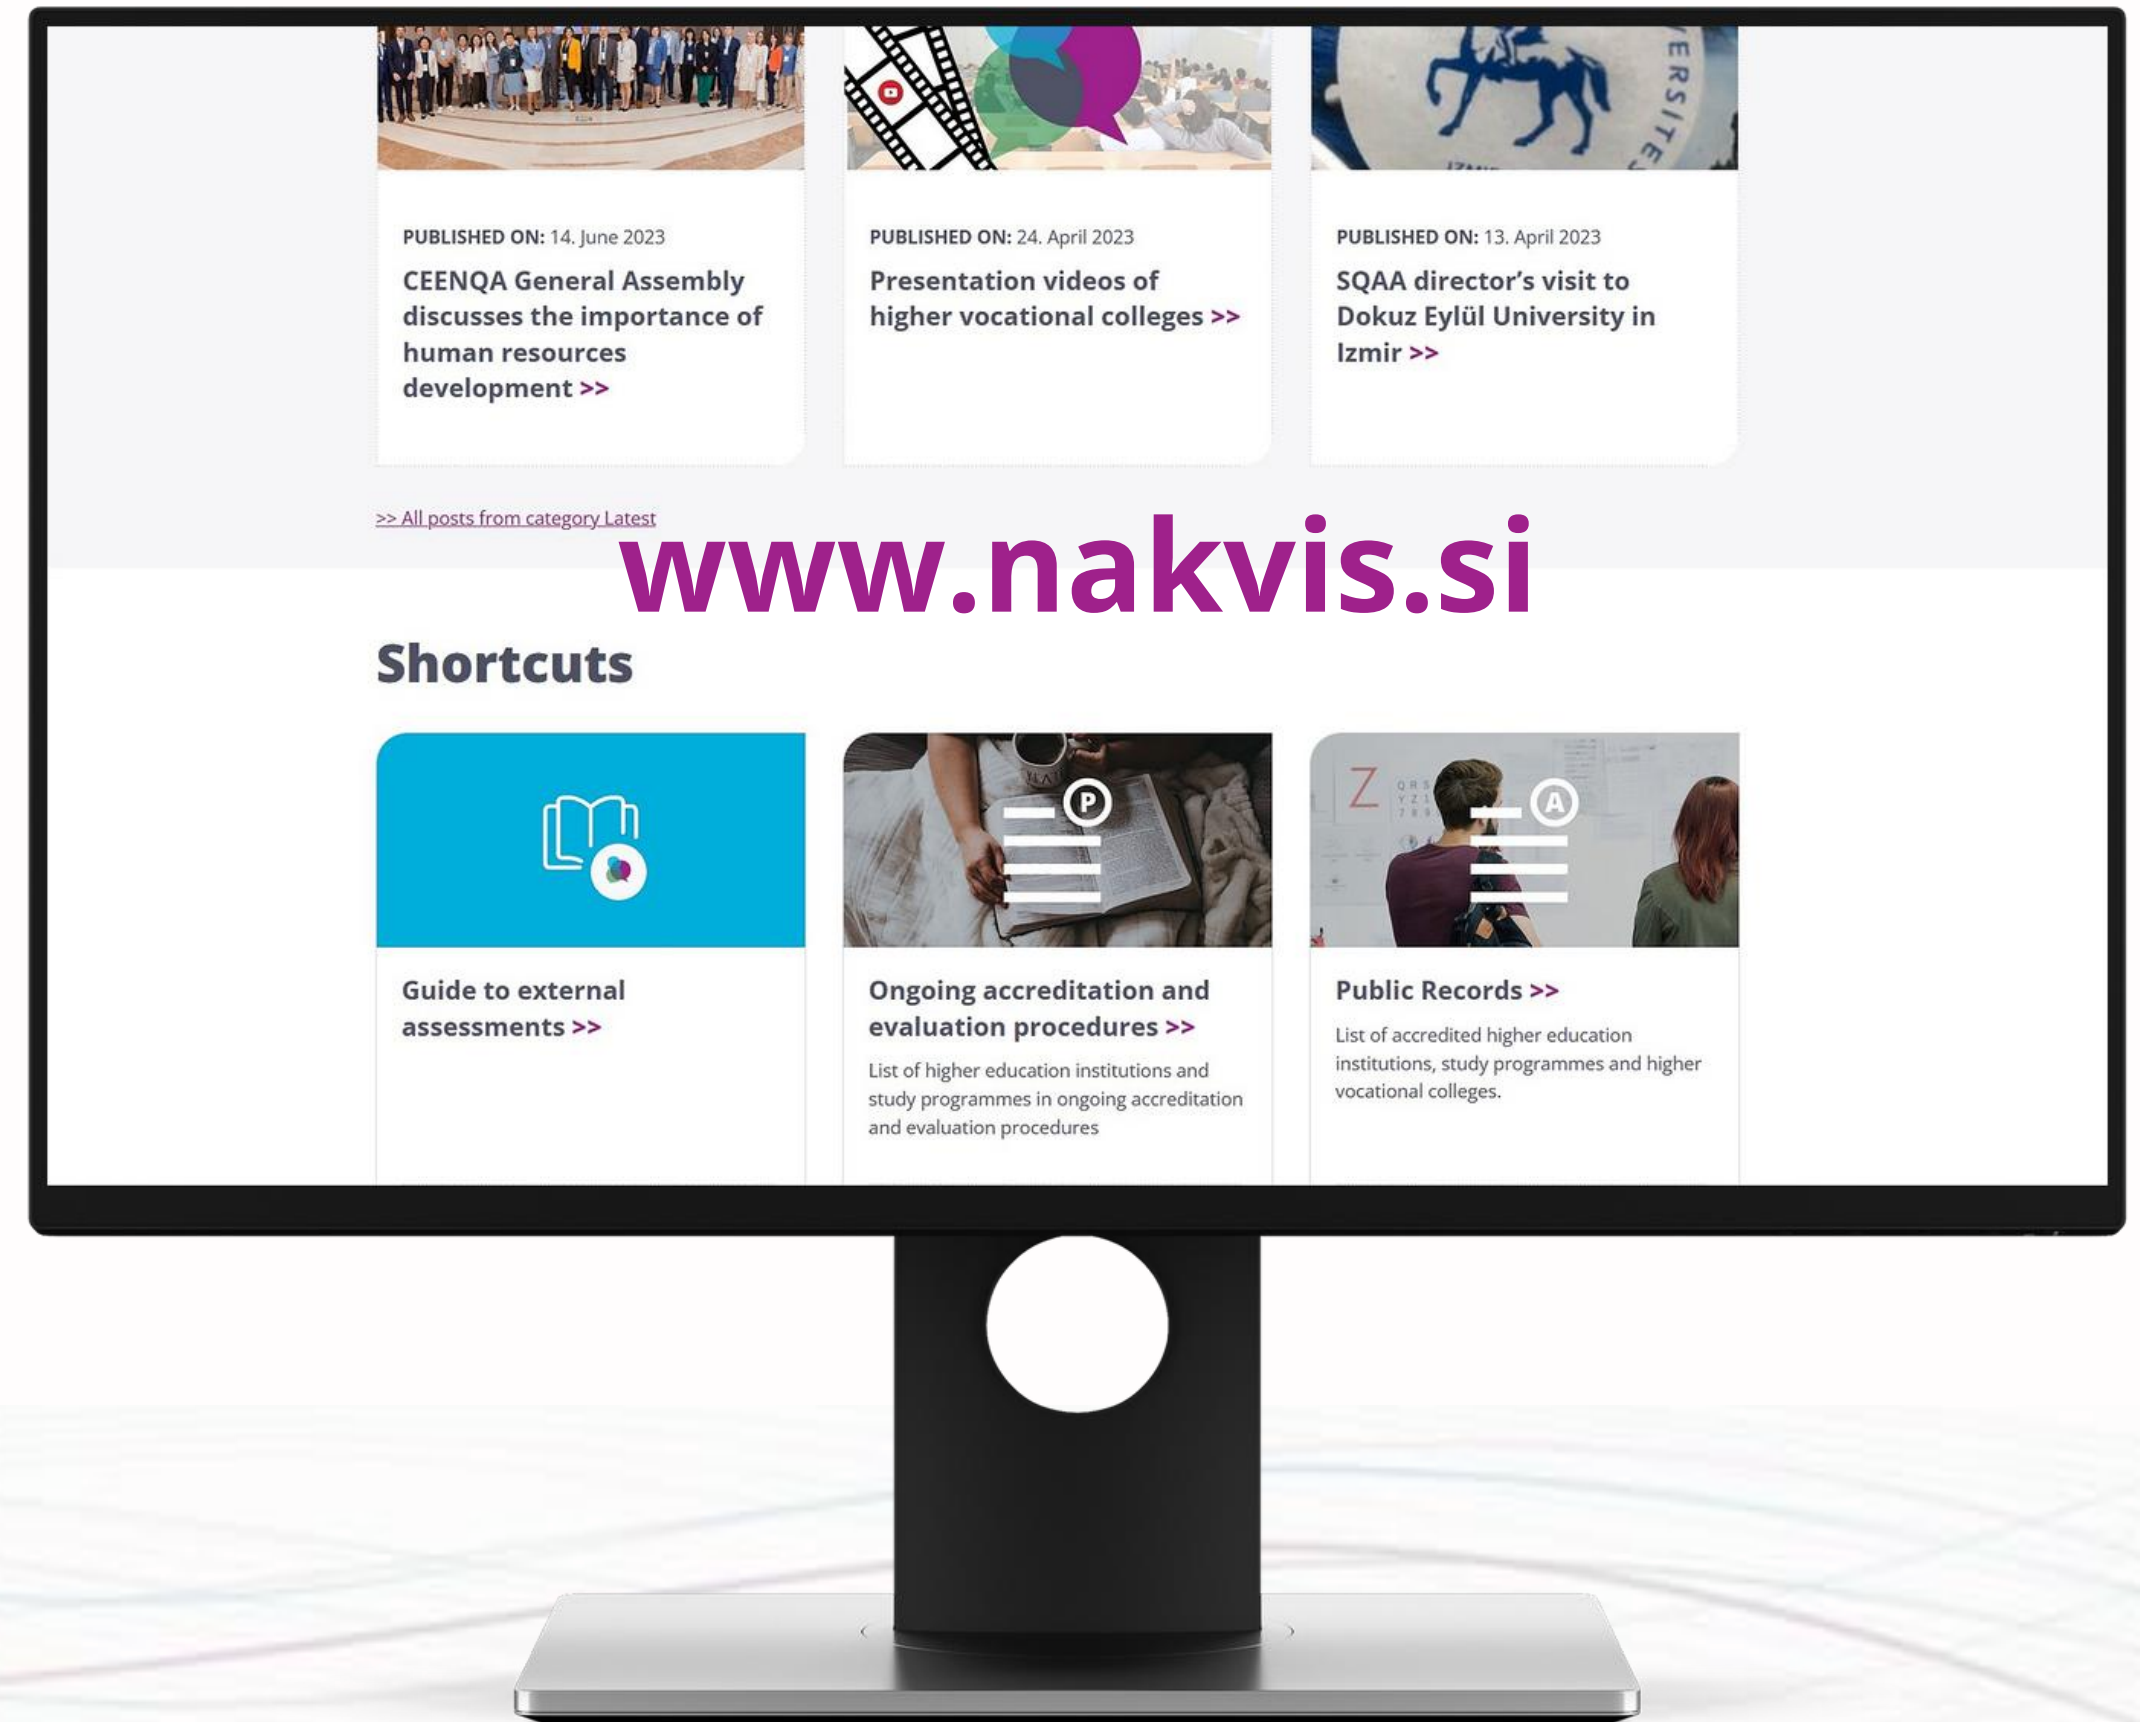 ERSITES
PUBLISHED ON: 14. June 2023
CEENQA General Assembly
discusses the importance of
human resources
development >>
PUBLISHED ON: 24. April 2023
Presentation videos of
higher vocational colleges >>
PUBLISHED ON: 13. April 2023
SQAA director's visit to
Dokuz Eylül University in
Izmir >>
>> All posts from category Latest
www.nakvis.si
Shortcuts
P
Z
A
Guide to external
assessments >>
Ongoing accreditation and
evaluation procedures >>
List of higher education institutions and
study programmes in ongoing accreditation
and evaluation procedures
Public Records >>
List of accredited higher education
institutions, study programmes and higher
vocational colleges.